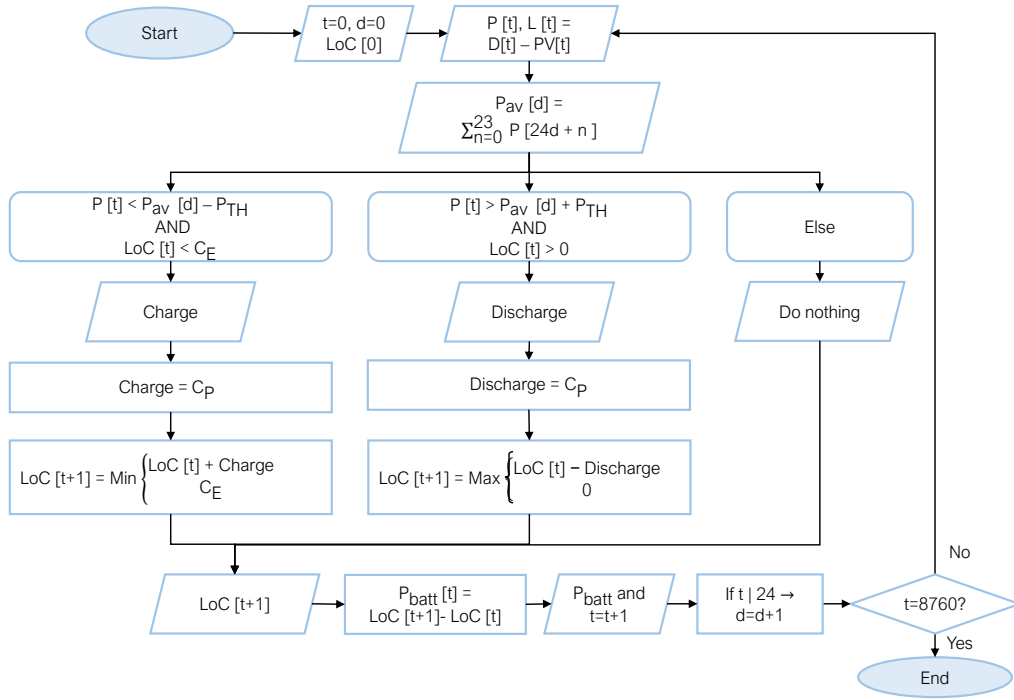 Start
t=0, d=0
LoC [0]
P [t], L [t] =
D[t] – PV[t]
Pav [d] =
Σ²³ₙ₌₀ P [24d + n ]
P [t] < Pav [d] – PTH
AND
LoC [t] < CE
P [t] > Pav [d] + PTH
AND
LoC [t] > 0
Else
Charge
Discharge
Do nothing
Charge = CP
Discharge = CP
LoC [t+1] = Min { LoC [t] + Charge
CE
LoC [t+1] = Max { LoC [t] – Discharge
0
LoC [t+1]
Pbatt [t] =
LoC [t+1]- LoC [t]
Pbatt and
t=t+1
If t | 24 →
d=d+1
t=8760?
No
Yes
End